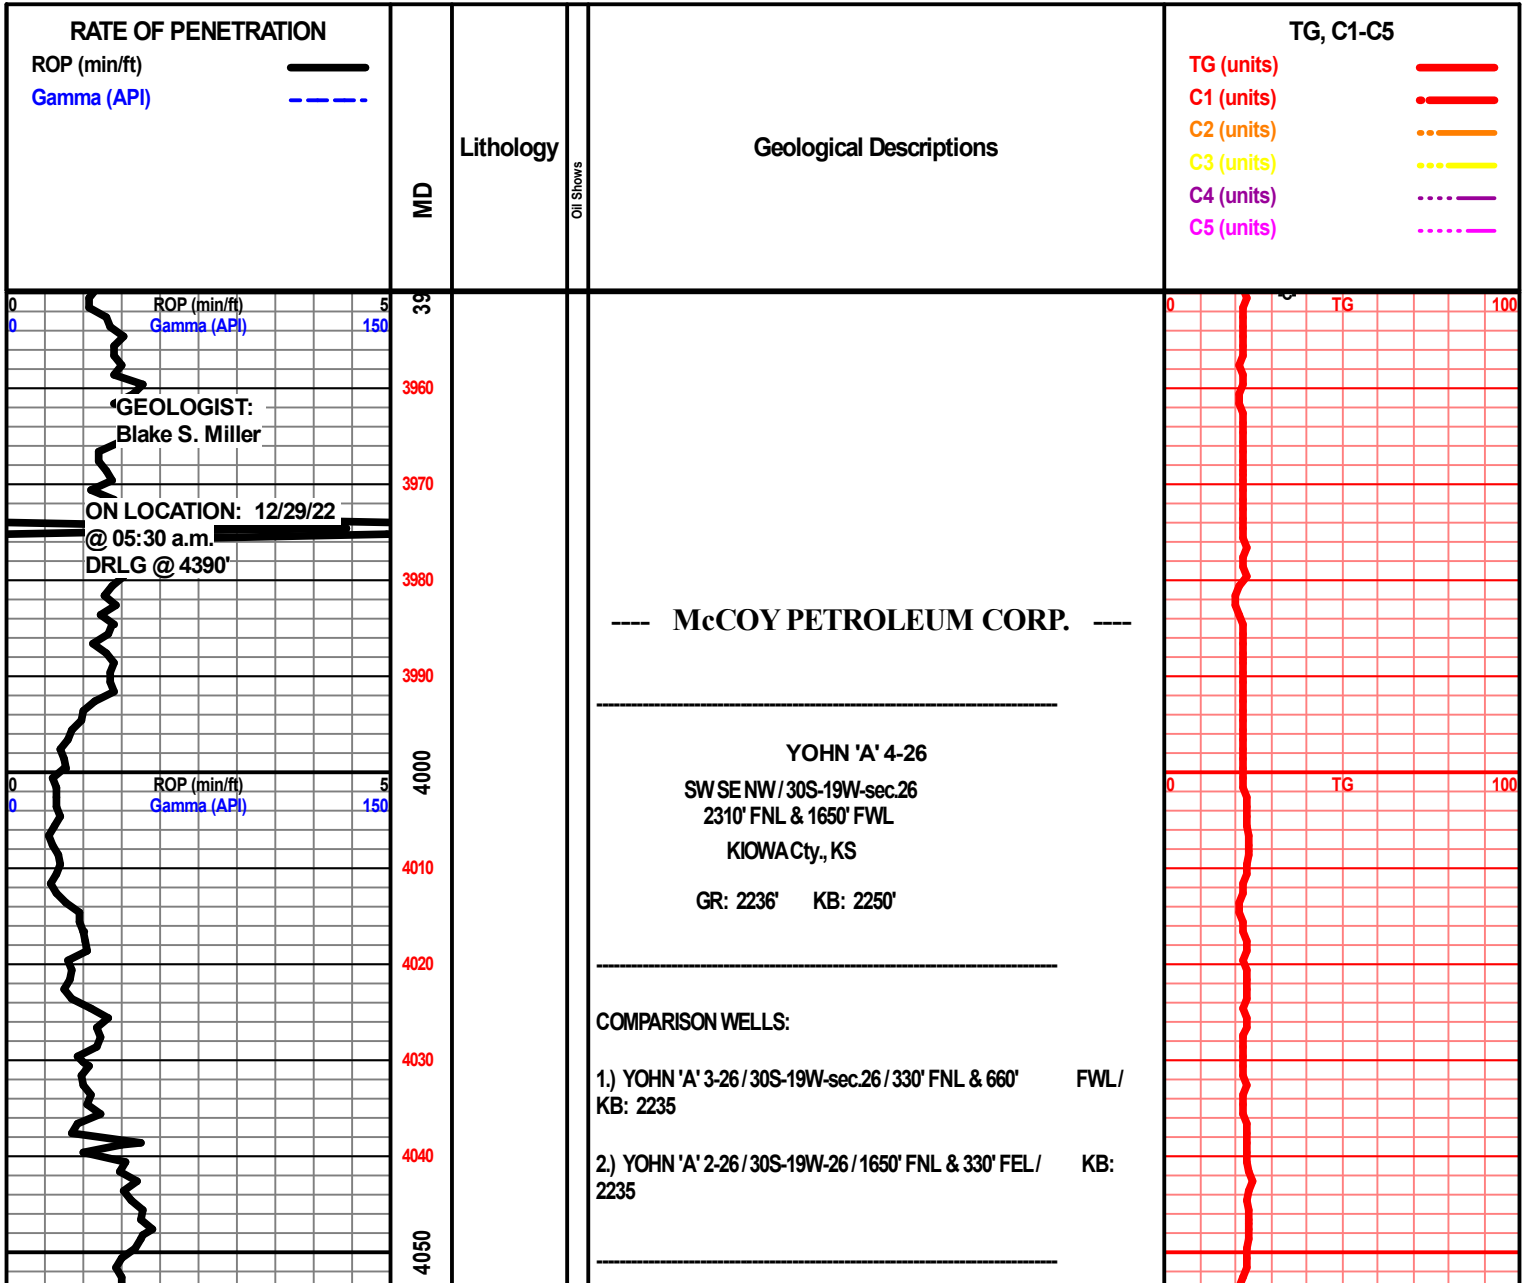 RATE OF PENETRATION
ROP (min/ft)
Gamma (API)
MD
Lithology
Oil Shows
Geological Descriptions
TG, C1-C5
TG (units)
C1 (units)
C2 (units)
C3 (units)
C4 (units)
C5 (units)
0 ROP (min/ft) 5
0 Gamma (API) 150
39
0 TG 100
3960
GEOLOGIST:
Blake S. Miller
3970
ON LOCATION: 12/29/22
@ 05:30 a.m.
DRLG @ 4390'
3980
---- McCOY PETROLEUM CORP. ----
3990
YOHN 'A' 4-26
SW SE NW / 30S-19W-sec.26
2310' FNL & 1650' FWL
KIOWA Cty., KS
GR: 2236' KB: 2250'
0 ROP (min/ft) 5
0 Gamma (API) 150
4000
0 TG 100
4010
4020
COMPARISON WELLS:
4030
1.) YOHN 'A' 3-26 / 30S-19W-sec.26 / 330' FNL & 660' FWL /
KB: 2235
4040
2.) YOHN 'A' 2-26 / 30S-19W-26 / 1650' FNL & 330' FEL / KB:
2235
4050